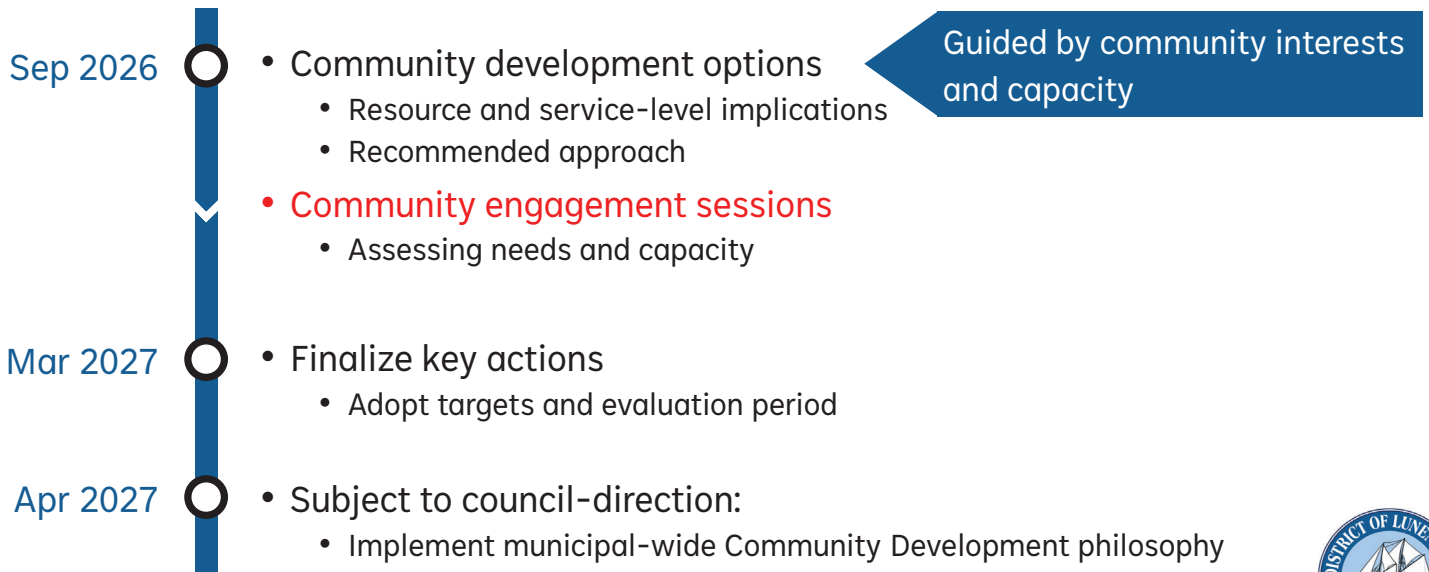 Sep 2026
• Community development options
Guided by community interests
and capacity
• Resource and service-level implications
• Recommended approach
• Community engagement sessions
• Assessing needs and capacity
Mar 2027
• Finalize key actions
• Adopt targets and evaluation period
Apr 2027
• Subject to council-direction:
• Implement municipal-wide Community Development philosophy
DISTRICT OF